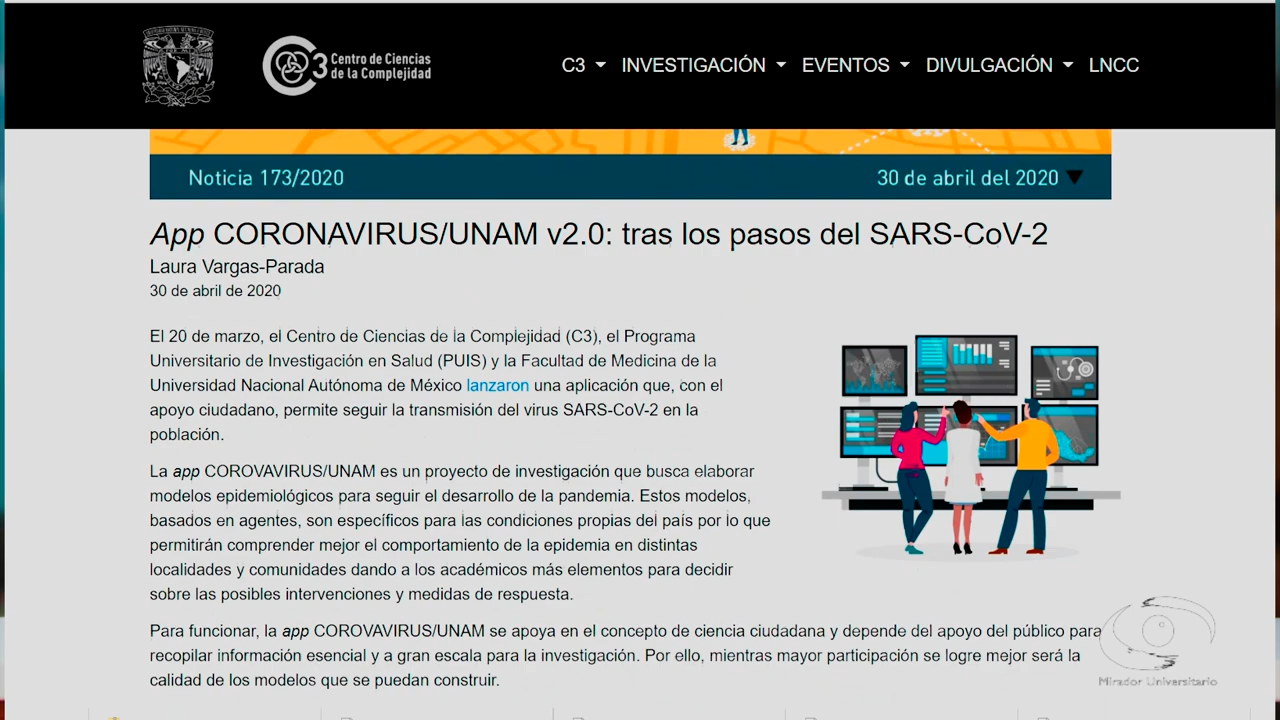 Centro de Ciencias
de la Complejidad
C3 INVESTIGACIÓN EVENTOS DIVULGACIÓN LNCC
Noticia 173/2020 30 de abril del 2020
App CORONAVIRUS/UNAM v2.0: tras los pasos del SARS-CoV-2
Laura Vargas-Parada
30 de abril de 2020
El 20 de marzo, el Centro de Ciencias de la Complejidad (C3), el Programa
Universitario de Investigación en Salud (PUIS) y la Facultad de Medicina de la
Universidad Nacional Autónoma de México lanzaron una aplicación que, con el
apoyo ciudadano, permite seguir la transmisión del virus SARS-CoV-2 en la
población.
La app COROVAVIRUS/UNAM es un proyecto de investigación que busca elaborar
modelos epidemiológicos para seguir el desarrollo de la pandemia. Estos modelos,
basados en agentes, son específicos para las condiciones propias del país por lo que
permitirán comprender mejor el comportamiento de la epidemia en distintas
localidades y comunidades dando a los académicos más elementos para decidir
sobre las posibles intervenciones y medidas de respuesta.
Para funcionar, la app COROVAVIRUS/UNAM se apoya en el concepto de ciencia ciudadana y depende del apoyo del público para
recopilar información esencial y a gran escala para la investigación. Por ello, mientras mayor participación se logre mejor será la
calidad de los modelos que se puedan construir.
Mirador Universitario